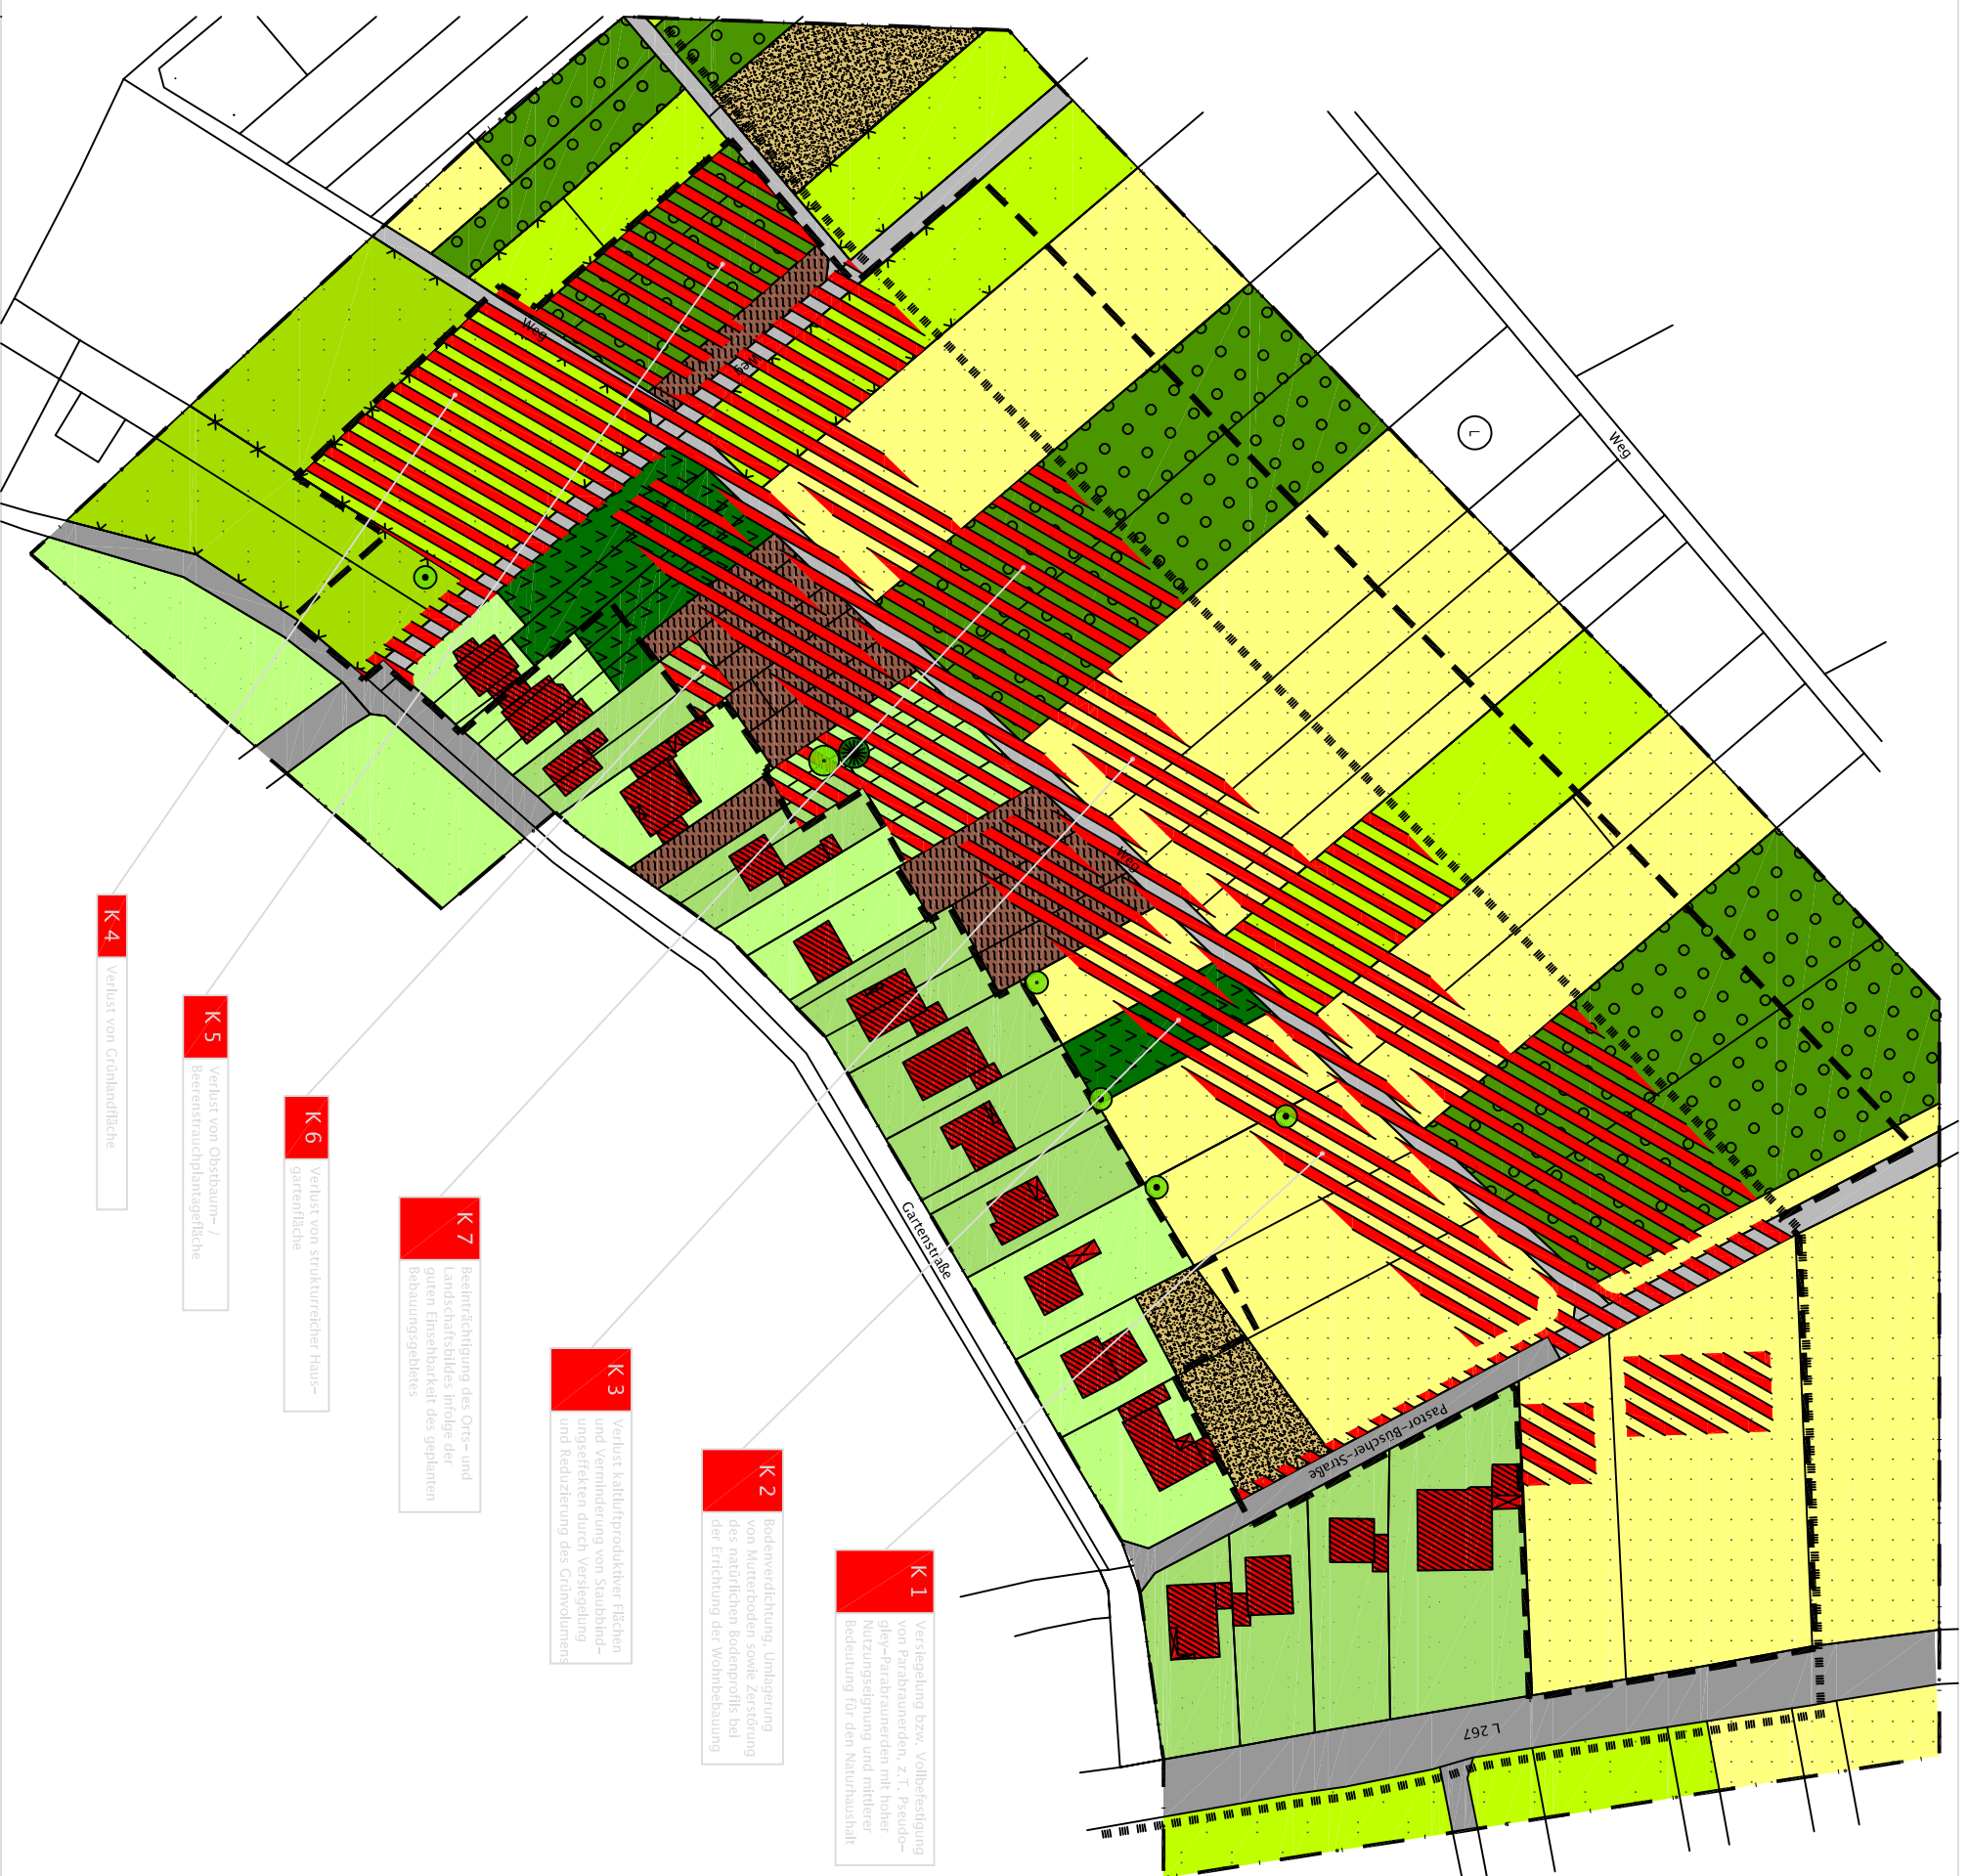 K 4
Verlust von Grünlandfläche
K 5
Verlust von Obstbaum- /
Beerenstrauchplantagefläche
K 6
Verlust von strukturreicher Haus-
gartenfläche
K 7
Beeinträchtigung des Orts- und
Landschaftsbildes infolge der
guten Einsehbarkeit des geplanten
Bebauungsgebietes
K 3
Verlust kaltluftproduktiver Flächen
und Verminderung von Staubbind-
ungseffekten durch Versiegelung
und Reduzierung des Grünvolumens
K 2
Bodenverdichtung, Umlagerung
von Mutterboden sowie Zerstörung
des natürlichen Bodenprofils bei
der Errichtung der Wohnbebauung
K 1
Versiegelung bzw. Vollbefestigung
von Parabraunerden, z.T. Pseudo-
gley-Parabraunerden mit hoher
Nutzungseignung und mittlerer
Bedeutung für den Naturhaushalt
Weg
Weg
Weg
Weg
L
Gartenstraße
Pastor-Büscher-Straße
L 267